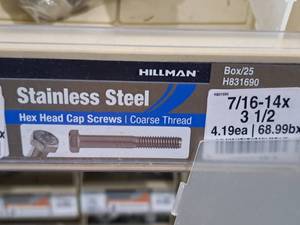 HILLMAN
Box/25
H831690
Stainless Steel
Hex Head Cap Screws | Coarse Thread
7/16-14x
3 1/2
4.19ea | 68.99bx